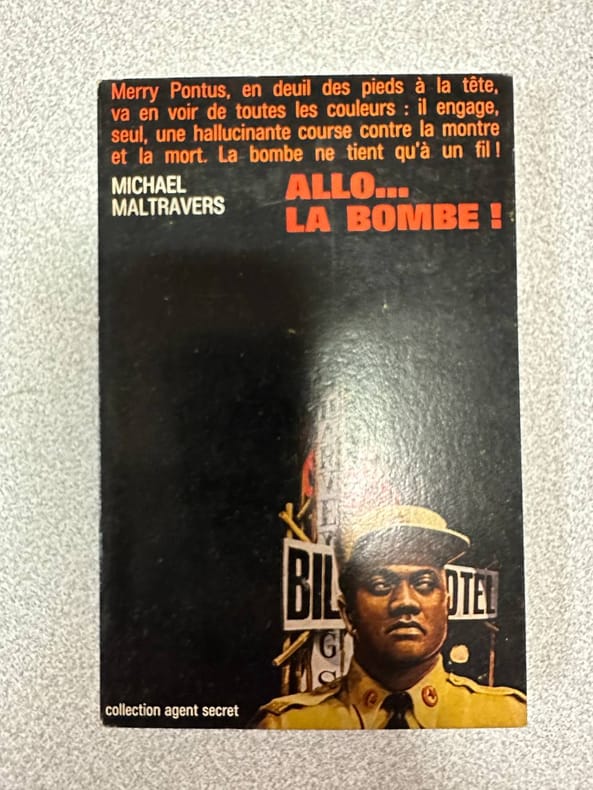 Merry Pontus, en deuil des pieds à la tête,
va en voir de toutes les couleurs : il engage,
seul, une hallucinante course contre la montre
et la mort. La bombe ne tient qu'à un fil !
MICHAEL
MALTRAVERS
ALLO...
LA BOMBE !
BIL
OTEL
G
S
collection agent secret